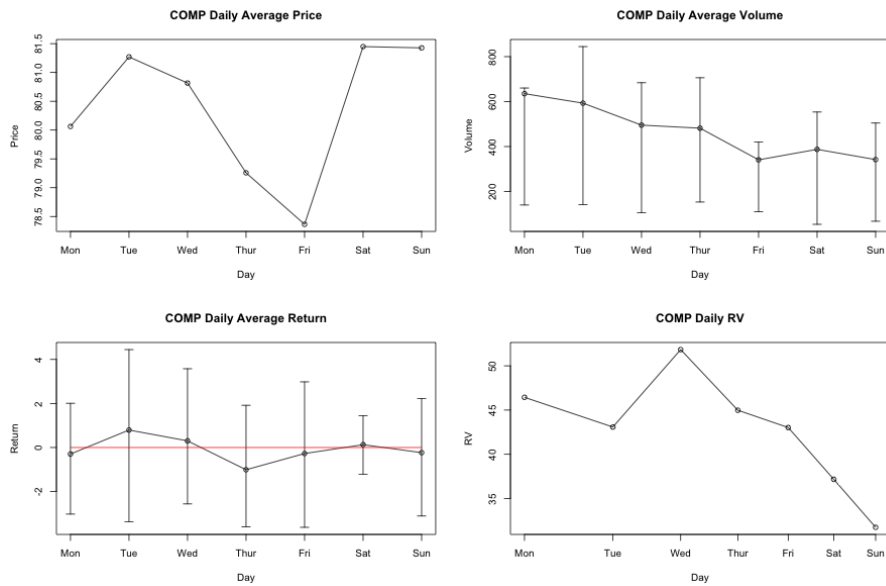 COMP Daily Average Price
81.5
81.0
80.5
80.0
79.5
79.0
78.5
Price
Mon Tue Wed Thur Fri Sat Sun
Day
COMP Daily Average Volume
800
600
400
200
Volume
Mon Tue Wed Thur Fri Sat Sun
Day
COMP Daily Average Return
4
2
0
-2
Return
Mon Tue Wed Thur Fri Sat Sun
Day
COMP Daily RV
50
45
40
35
RV
Mon Tue Wed Thur Fri Sat Sun
Day